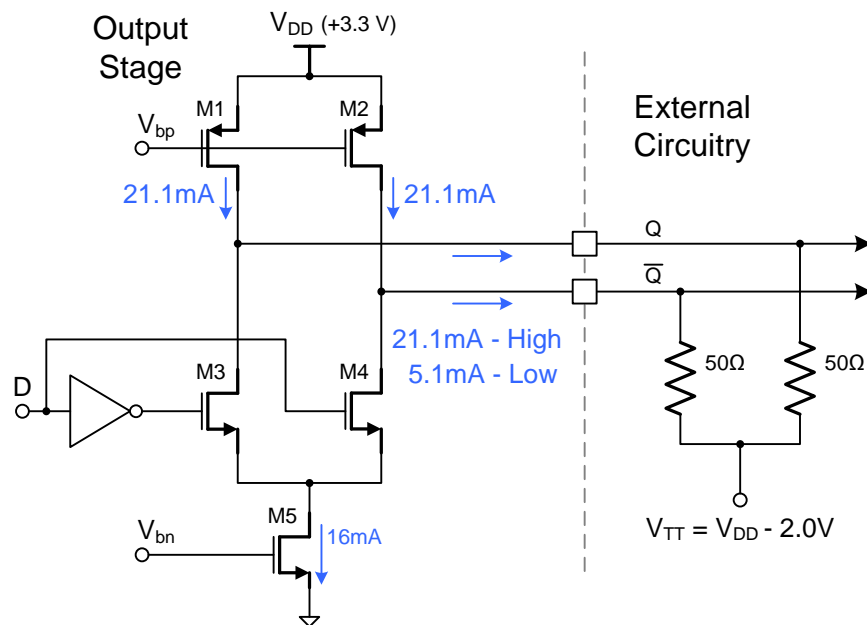 Output
Stage
V_DD (+3.3 V)
M1
M2
V_bp
21.1mA
21.1mA
External
Circuitry
Q
Q̅
21.1mA - High
5.1mA - Low
M3
M4
D
50Ω
50Ω
M5
V_bn
16mA
V_TT = V_DD - 2.0V